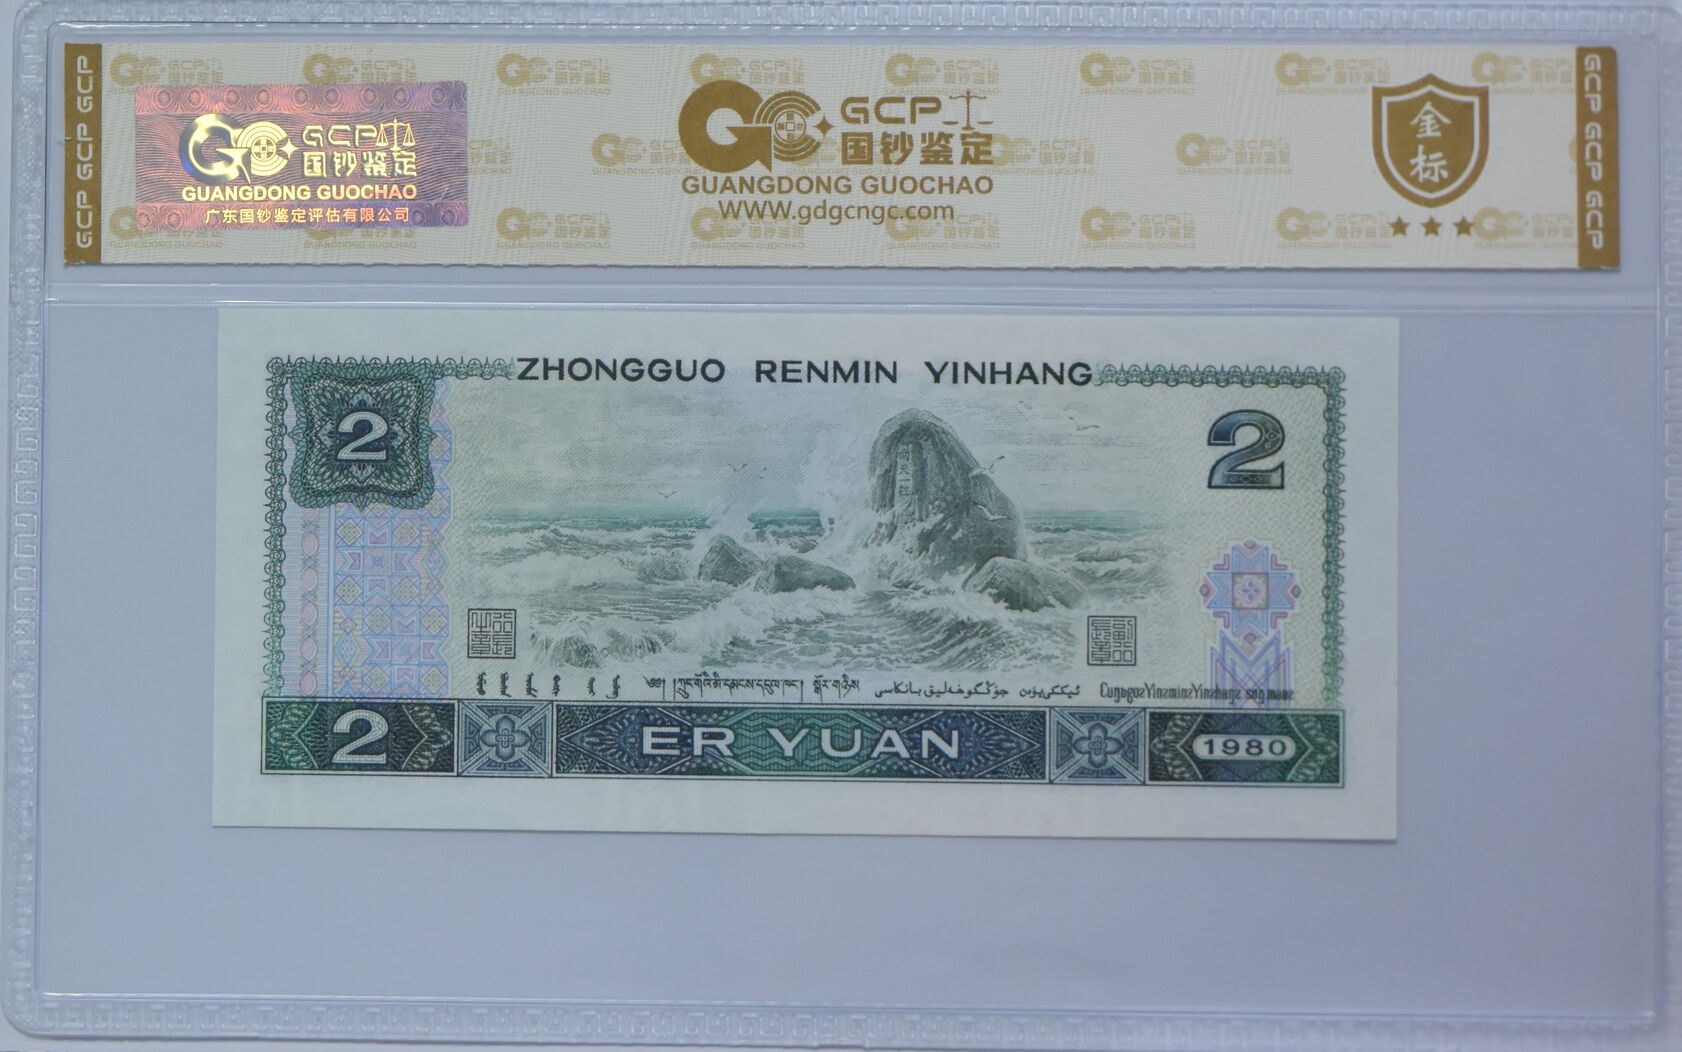 GCP GCP GCP
GCP
国钞鉴定
GUANGDONG GUOCHAO
广东国钞鉴定评估有限公司
GCP
国钞鉴定
GUANGDONG GUOCHAO
WWW.gdgcngc.com
金标
GCP GCP GCP
ZHONGGUO RENMIN YINHANG
2
2
2
ER YUAN
1980